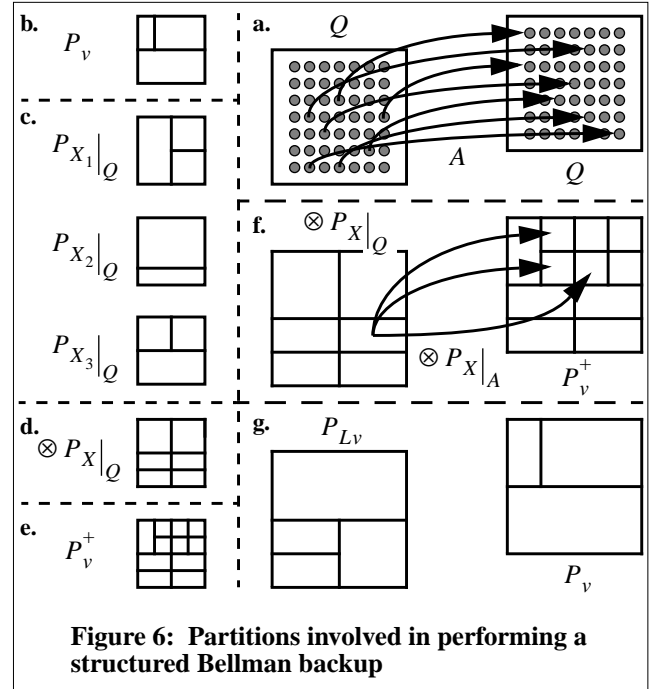 b.
P_v
a.
Q
A
Q
c.
P_{X_1}|_Q
P_{X_2}|_Q
P_{X_3}|_Q
f.
⊗ P_X|_Q
⊗ P_X|_A
P_v^+
d.
⊗ P_X|_Q
e.
P_v^+
g.
P_{Lv}
P_v
Figure 6: Partitions involved in performing a
structured Bellman backup